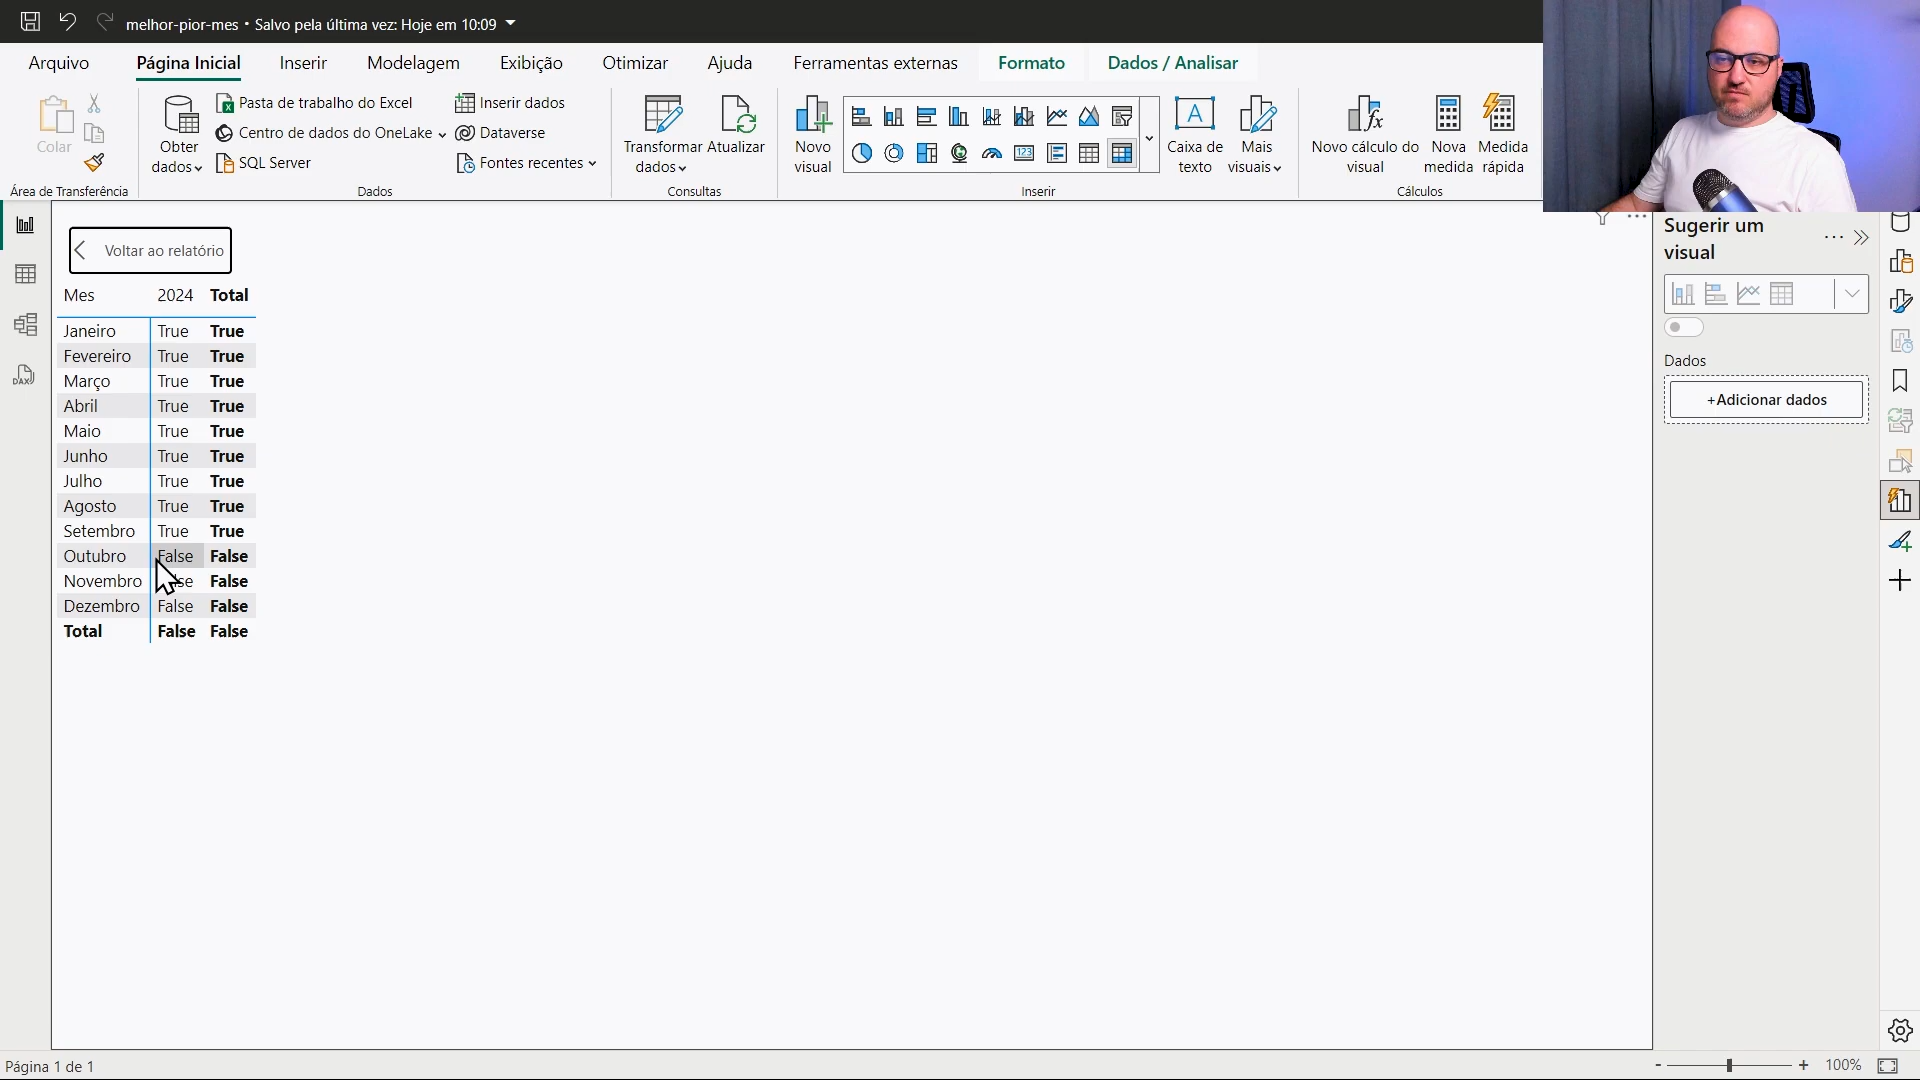 melhor-pior-mes • Salvo pela última vez: Hoje em 10:09
Arquivo Página Inicial Inserir Modelagem Exibição Otimizar Ajuda Ferramentas externas Formato Dados / Analisar
Colar
Área de Transferência
Obter dados
Pasta de trabalho do Excel
Centro de dados do OneLake
SQL Server
Inserir dados
Dataverse
Fontes recentes
Dados
Transformar dados
Atualizar
Consultas
Novo visual
123
A
Caixa de texto
Mais visuais
Inserir
Novo cálculo do visual
Nova medida
Medida rápida
Cálculos
DAX
Voltar ao relatório
Mes 2024 Total
Janeiro True True
Fevereiro True True
Março True True
Abril True True
Maio True True
Junho True True
Julho True True
Agosto True True
Setembro True True
Outubro False False
Novembro False
Dezembro False False
Total False False
Sugerir um visual
Dados
+Adicionar dados
Página 1 de 1
- + 100%